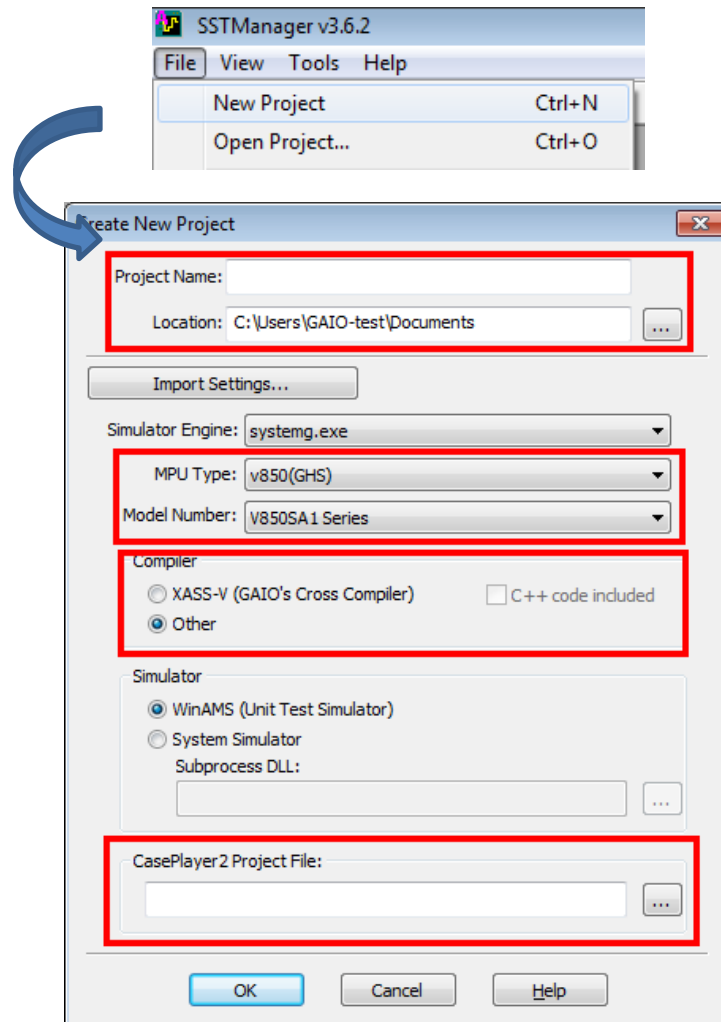 SSTManager v3.6.2
File View Tools Help
New Project Ctrl+N
Open Project... Ctrl+O
Create New Project
Project Name:
Location: C:\Users\GAIO-test\Documents ...
Import Settings...
Simulator Engine: systemg.exe
MPU Type: v850(GHS)
Model Number: V850SA1 Series
Compiler
XASS-V (GAIO's Cross Compiler) C++ code included
Other
Simulator
WinAMS (Unit Test Simulator)
System Simulator
Subprocess DLL:
...
CasePlayer2 Project File:
...
OK Cancel Help